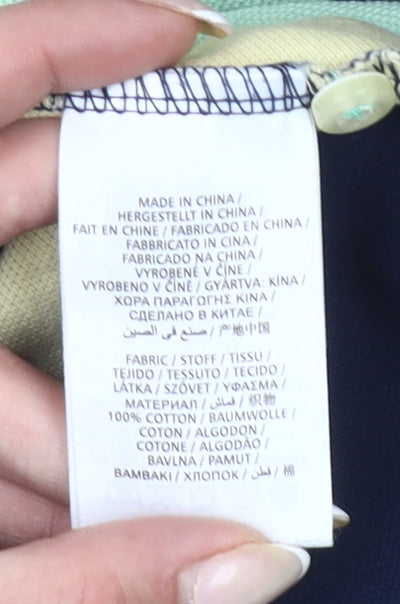 MADE IN CHINA /
HERGESTELLT IN CHINA /
FAIT EN CHINE / FABRICADO EN CHINA /
FABBRICATO IN CINA /
FABRICADO NA CHINA /
VYROBENÉ V ČÍNE /
VYROBENO V ČÍNĚ / GYÁRTVA: KÍNA /
ΧΩΡΑ ΠΑΡΑΓΩΓΗΣ ΚΙΝΑ /
СДЕЛАНО В КИТАЕ /
صنع في الصين / 产地中国
FABRIC / STOFF / TISSU /
TEJIDO / TESSUTO / TECIDO /
LÁTKA / SZÖVET / ΥΦΑΣΜΑ /
МАТЕРИАЛ / قماش / 织物
100% COTTON / BAUMWOLLE /
COTON / ALGODON /
COTONE / ALGODÃO /
BAVLNA / PAMUT /
ΒΑΜΒΑΚΙ / ХЛОПОК / قطن / 棉